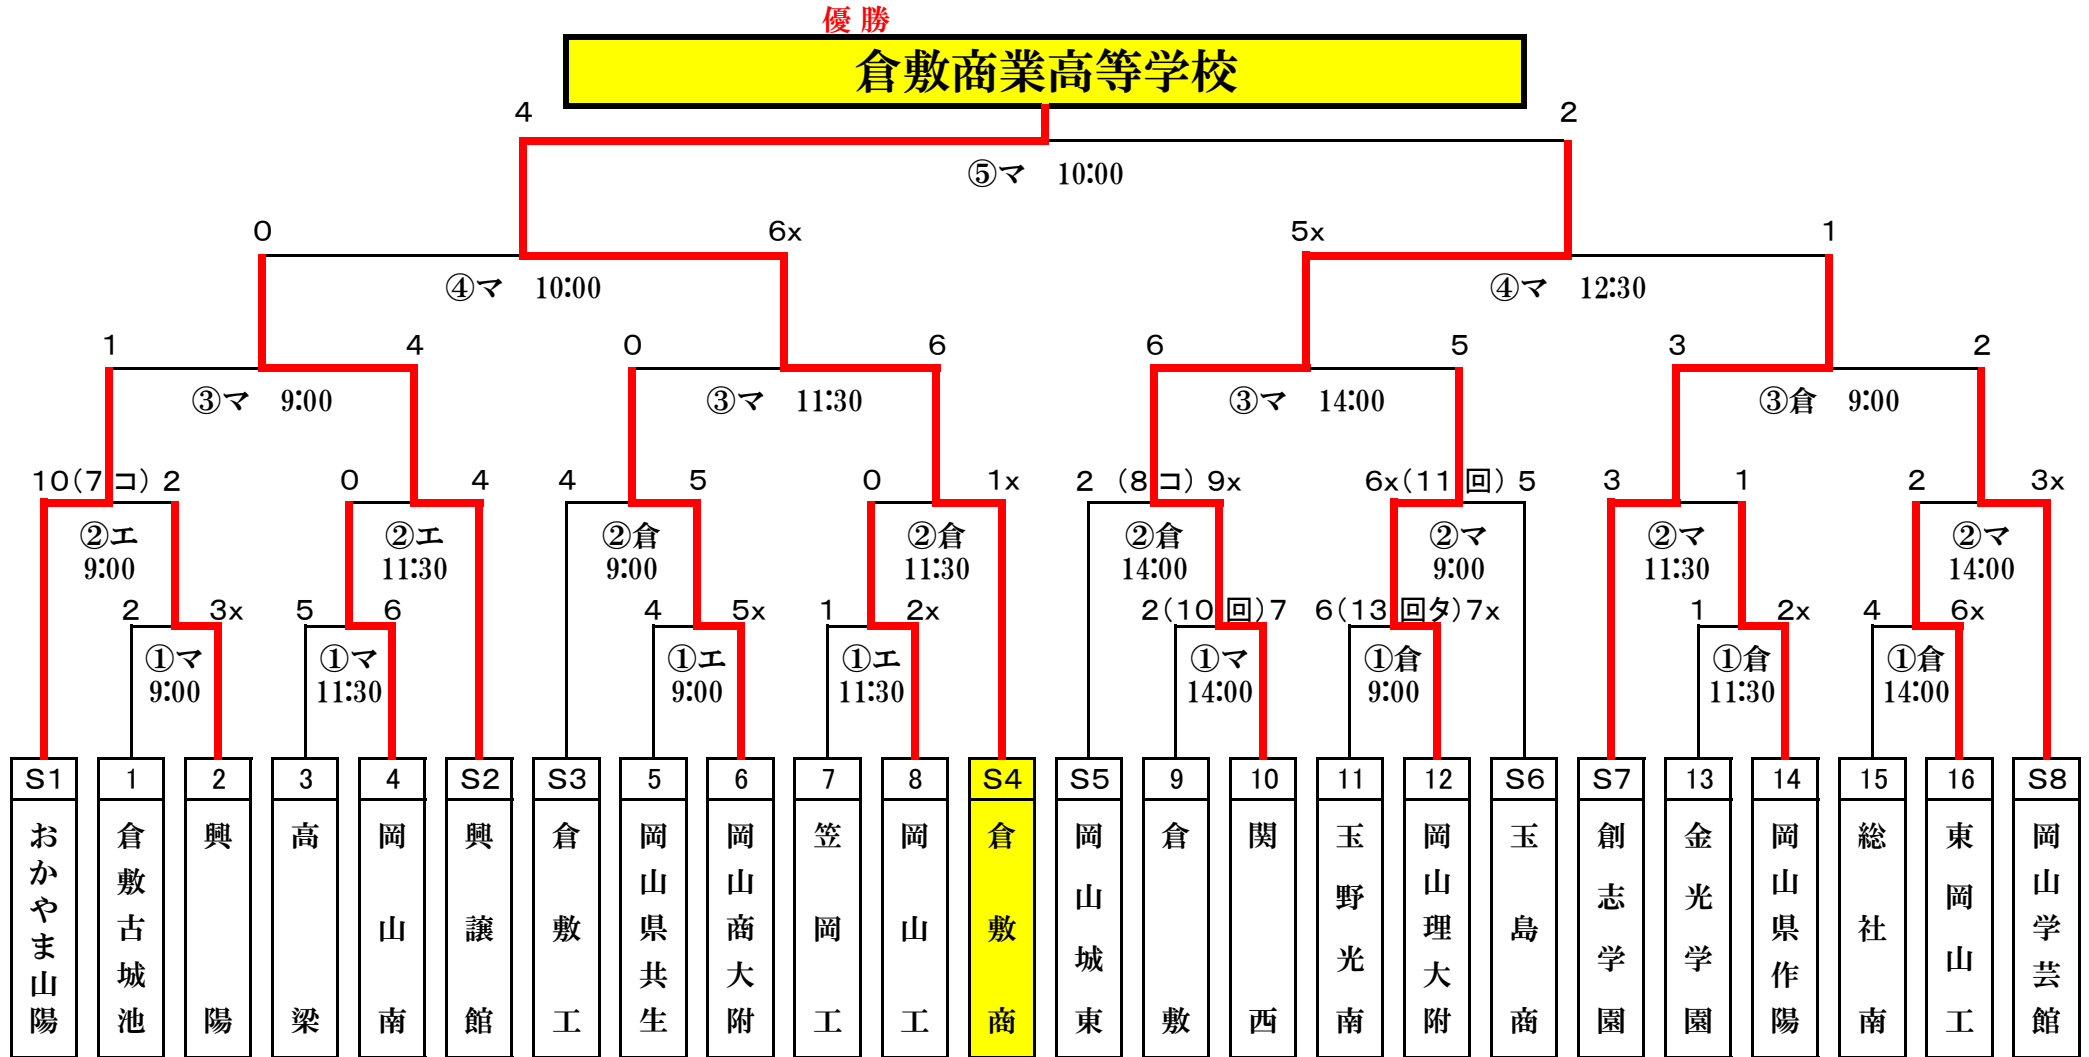 優 勝
倉敷商業高等学校
4 2
⑤マ 10:00
0 6x 5x 1
④マ 10:00 ④マ 12:30
1 4 0 6 6 5 3 2
③マ 9:00 ③マ 11:30 ③マ 14:00 ③倉 9:00
10(7コ) 2 0 4 4 5 0 1x 2 (8コ) 9x 6x(11回) 5 3 1 2 3x
②エ ②エ ②倉 ②倉 ②倉 ②マ ②マ ②マ
9:00 11:30 9:00 11:30 14:00 9:00 11:30 14:00
2 3x 5 6 4 5x 1 2x 2(10回)7 6(13回タ)7x 1 2x 4 6x
①マ ①マ ①エ ①エ ①マ ①倉 ①倉 ①倉
9:00 11:30 9:00 11:30 14:00 9:00 11:30 14:00
S1 1 2 3 4 S2 S3 5 6 7 8 S4 S5 9 10 11 12 S6 S7 13 14 15 16 S8
おかやま山陽
倉敷古城池
興陽
高梁
岡山南
興譲館
倉敷工
岡山県共生
岡山商大附
笠岡工
岡山工
倉敷商
岡山城東
倉敷
関西
玉野光南
岡山理大附
玉島商
創志学園
金光学園
岡山県作陽
総社南
東岡山工
岡山学芸館